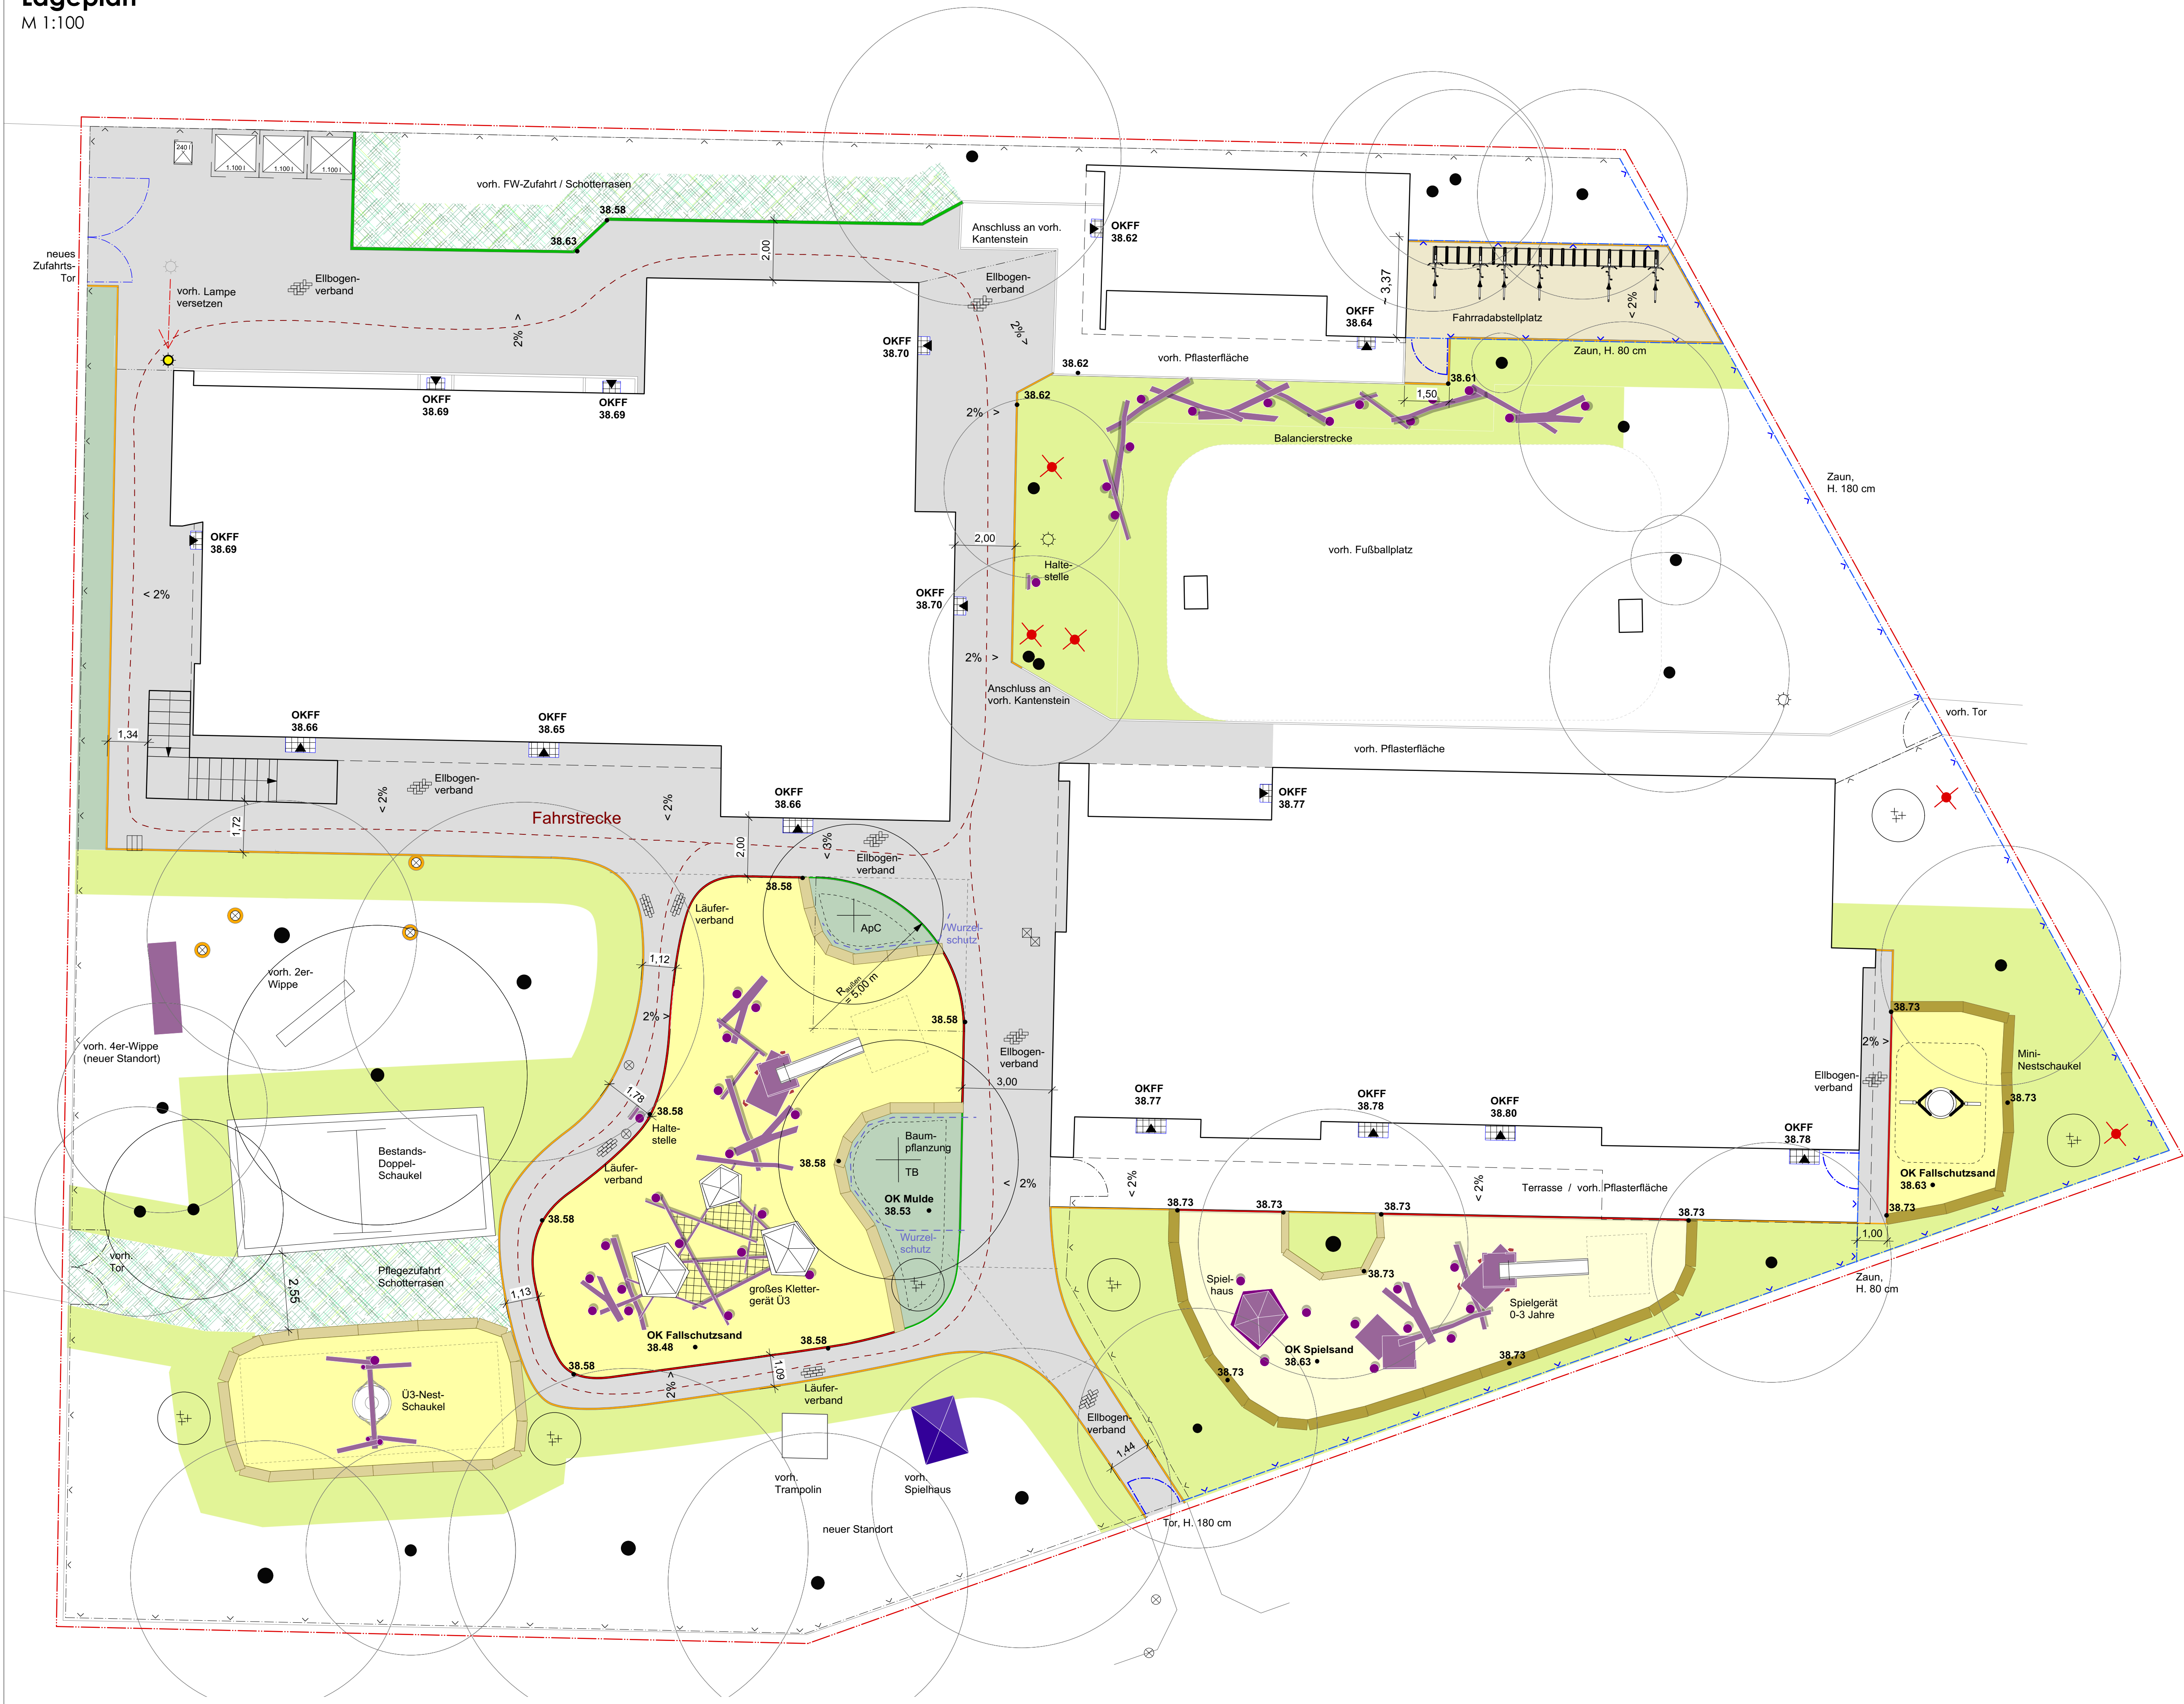 Lageplan
M 1:100
240 l
1.100 l
1.100 l
1.100 l
vorh. FW-Zufahrt / Schotterrasen
38.58
38.63
2,00
Anschluss an vorh.
Kantenstein
OKFF
38.62
neues
Zufahrts-
Tor
vorh. Lampe
versetzen
Ellbogen-
verband
2% >
Ellbogen-
verband
2% >
~ 3,37
OKFF
38.64
Fahrradabstellplatz
< 2%
Zaun, H. 80 cm
OKFF
38.70
vorh. Pflasterfläche
38.62
38.61
1,50
OKFF
38.69
OKFF
38.69
38.62
2% >
Balancierstrecke
Zaun,
H. 180 cm
OKFF
38.69
2,00
vorh. Fußballplatz
Halte-
stelle
< 2%
OKFF
38.70
2% >
Anschluss an
vorh. Kantenstein
vorh. Tor
OKFF
38.66
OKFF
38.65
1,34
vorh. Pflasterfläche
Ellbogen-
verband
< 2%
< 2%
OKFF
38.66
OKFF
38.77
Fahrstrecke
1,72
2,00
< 3%
Ellbogen-
verband
38.58
Läufer-
verband
ApC
Wurzel-
schutz
1,12
vorh. 2er-
Wippe
R außen
= 5,00 m
2% >
38.58
38.73
vorh. 4er-Wippe
(neuer Standort)
Ellbogen-
verband
2% >
Mini-
Nestschaukel
Ellbogen-
verband
3,00
1,78
38.58
38.73
Halte-
stelle
OKFF
38.77
OKFF
38.78
OKFF
38.80
OKFF
38.78
Bestands-
Doppel-
Schaukel
Läufer-
verband
38.58
Baum-
pflanzung
TB
OK Mulde
38.53
< 2%
< 2%
< 2%
Terrasse / vorh. Pflasterfläche
OK Fallschutzsand
38.63
38.58
38.73
38.73
38.73
38.73
38.73
1,00
Wurzel-
schutz
vorh.
Tor
Pflegezufahrt
Schotterrasen
2,55
1,13
großes Kletter-
gerät Ü3
38.73
Spiel-
haus
Spielgerät
0-3 Jahre
Zaun,
H. 80 cm
OK Fallschutzsand
38.48
38.58
OK Spielsand
38.63
38.73
38.73
38.58
1,09
2% >
Läufer-
verband
Ü3-Nest-
Schaukel
Ellbogen-
verband
1,44
vorh.
Trampolin
vorh.
Spielhaus
neuer Standort
Tor, H. 180 cm